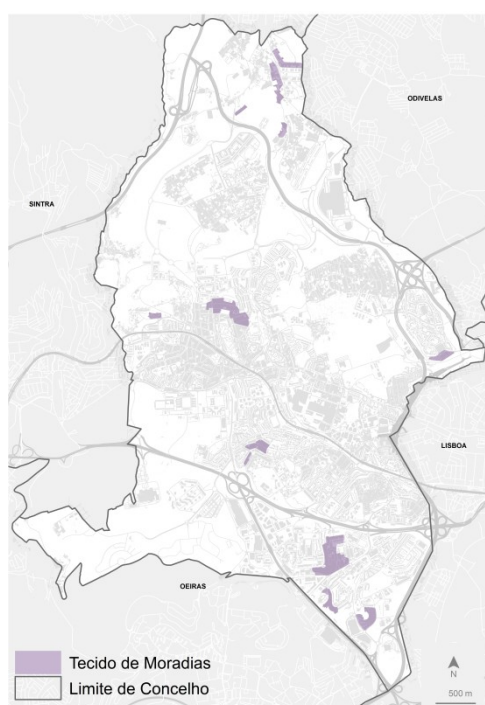 ODIVELAS
SINTRA
LISBOA
OEIRAS
Tecido de Moradias
Limite de Concelho
N
500 m